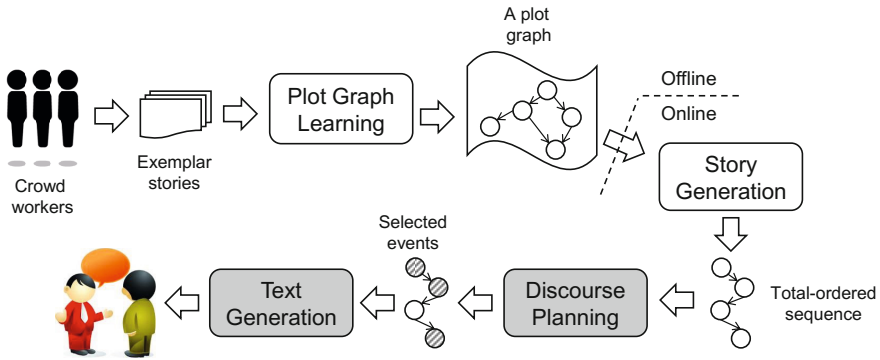 A plot
graph
Offline
Online
Plot Graph
Learning
Exemplar
stories
Crowd
workers
Story
Generation
Selected
events
Text
Generation
Discourse
Planning
Total-ordered
sequence